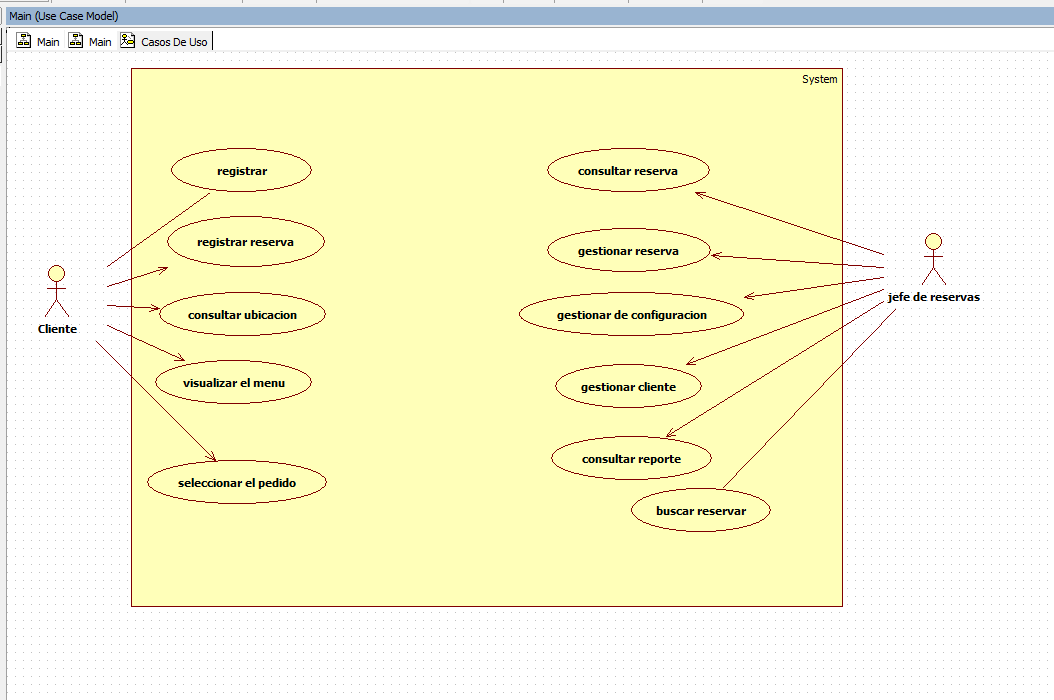 Main (Use Case Model)
Main Main Casos De Uso
System
registrar
registrar reserva
consultar ubicacion
visualizar el menu
seleccionar el pedido
Cliente
consultar reserva
gestionar reserva
gestionar de configuracion
gestionar cliente
consultar reporte
buscar reservar
jefe de reservas